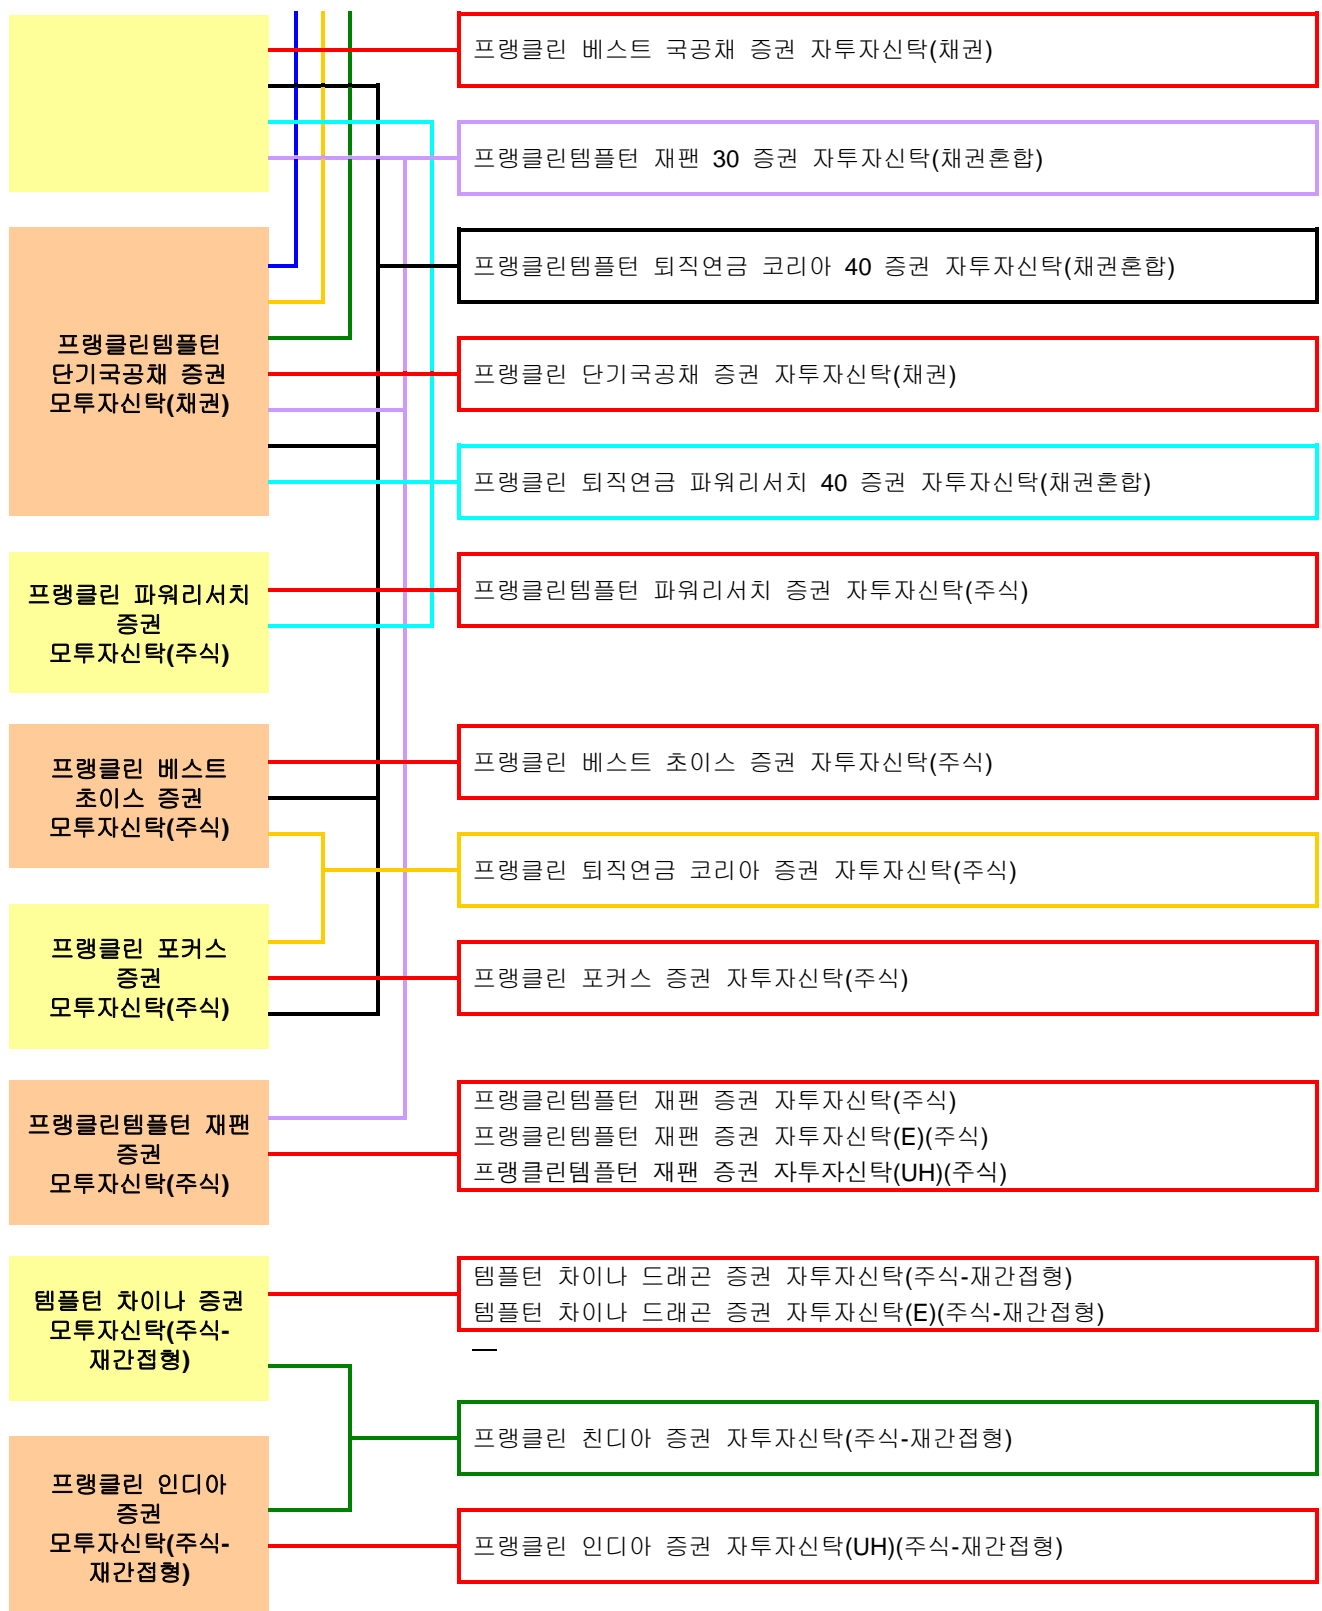 프랭클린 베스트 국공채 증권 자투자신탁(채권)
프랭클린템플턴 재팬 30 증권 자투자신탁(채권혼합)
프랭클린템플턴 퇴직연금 코리아 40 증권 자투자신탁(채권혼합)
프랭클린템플턴
단기국공채 증권
모투자신탁(채권)
프랭클린 단기국공채 증권 자투자신탁(채권)
프랭클린 퇴직연금 파워리서치 40 증권 자투자신탁(채권혼합)
프랭클린 파워리서치
증권
모투자신탁(주식)
프랭클린템플턴 파워리서치 증권 자투자신탁(주식)
프랭클린 베스트
초이스 증권
모투자신탁(주식)
프랭클린 베스트 초이스 증권 자투자신탁(주식)
프랭클린 퇴직연금 코리아 증권 자투자신탁(주식)
프랭클린 포커스
증권
모투자신탁(주식)
프랭클린 포커스 증권 자투자신탁(주식)
프랭클린템플턴 재팬
증권
모투자신탁(주식)
프랭클린템플턴 재팬 증권 자투자신탁(주식)
프랭클린템플턴 재팬 증권 자투자신탁(E)(주식)
프랭클린템플턴 재팬 증권 자투자신탁(UH)(주식)
템플턴 차이나 증권
모투자신탁(주식-
재간접형)
템플턴 차이나 드래곤 증권 자투자신탁(주식-재간접형)
템플턴 차이나 드래곤 증권 자투자신탁(E)(주식-재간접형)
프랭클린 친디아 증권 자투자신탁(주식-재간접형)
프랭클린 인디아
증권
모투자신탁(주식-
재간접형)
프랭클린 인디아 증권 자투자신탁(UH)(주식-재간접형)